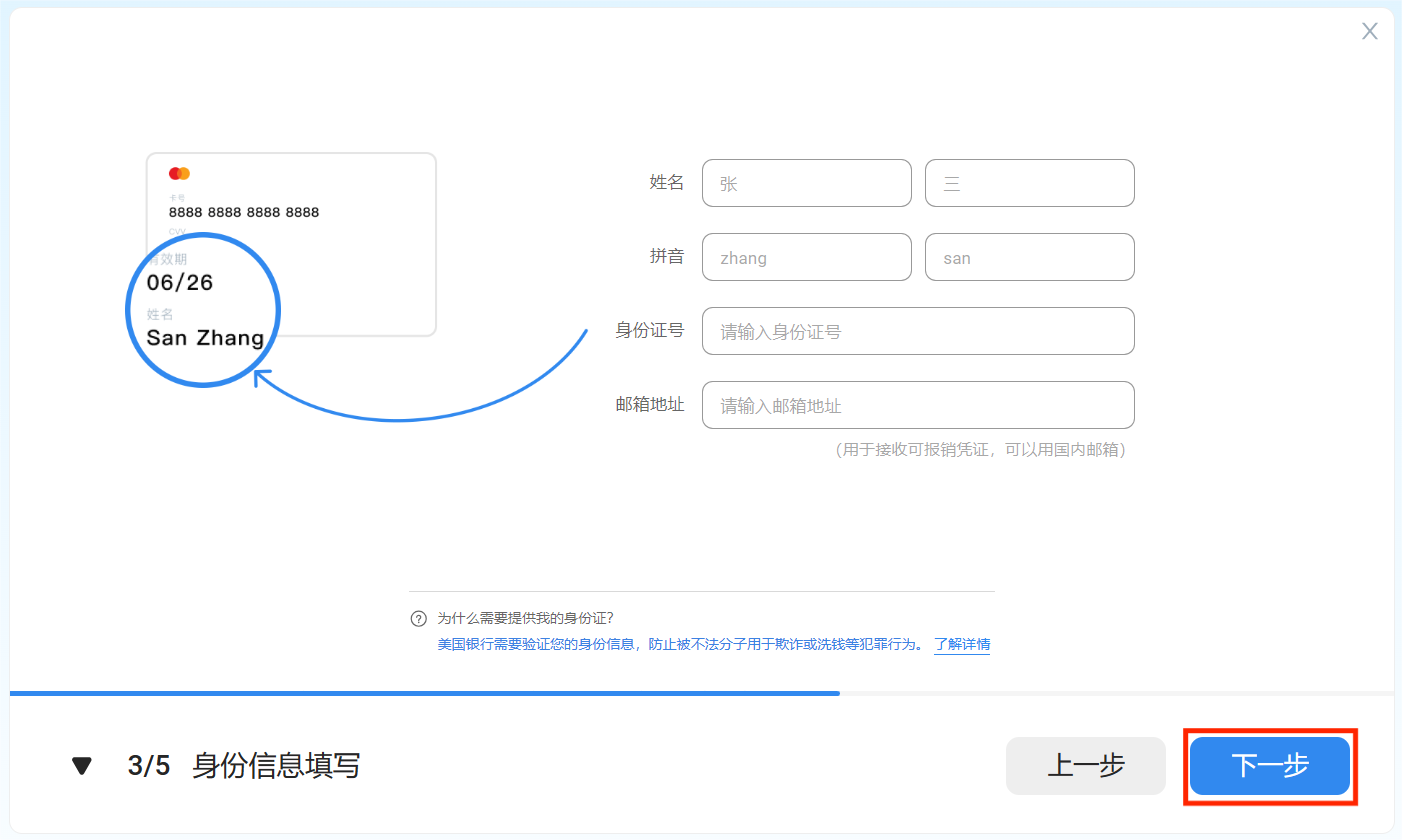 X
卡号
8888 8888 8888 8888
CVV
有效期
06/26
姓名
San Zhang
姓名 张 三
拼音 zhang san
身份证号 请输入身份证号
邮箱地址 请输入邮箱地址
(用于接收可报销凭证，可以用国内邮箱)
? 为什么需要提供我的身份证?
美国银行需要验证您的身份信息，防止被不法分子用于欺诈或洗钱等犯罪行为。 了解详情
3/5 身份信息填写 上一步 下一步